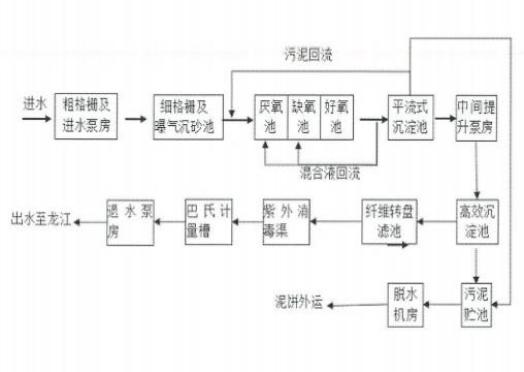 污泥回流
进水
粗格栅及
进水泵房
细格栅及
曝气沉砂池
厌氧
池
缺氧
池
好氧
池
平流式
沉淀池
中间提
升泵房
混合液回流
出水至龙江
退水泵
房
巴氏计
量槽
紫外消
毒渠
纤维转盘
滤池
高效沉
淀池
泥饼外运
脱水
机房
污泥
贮池